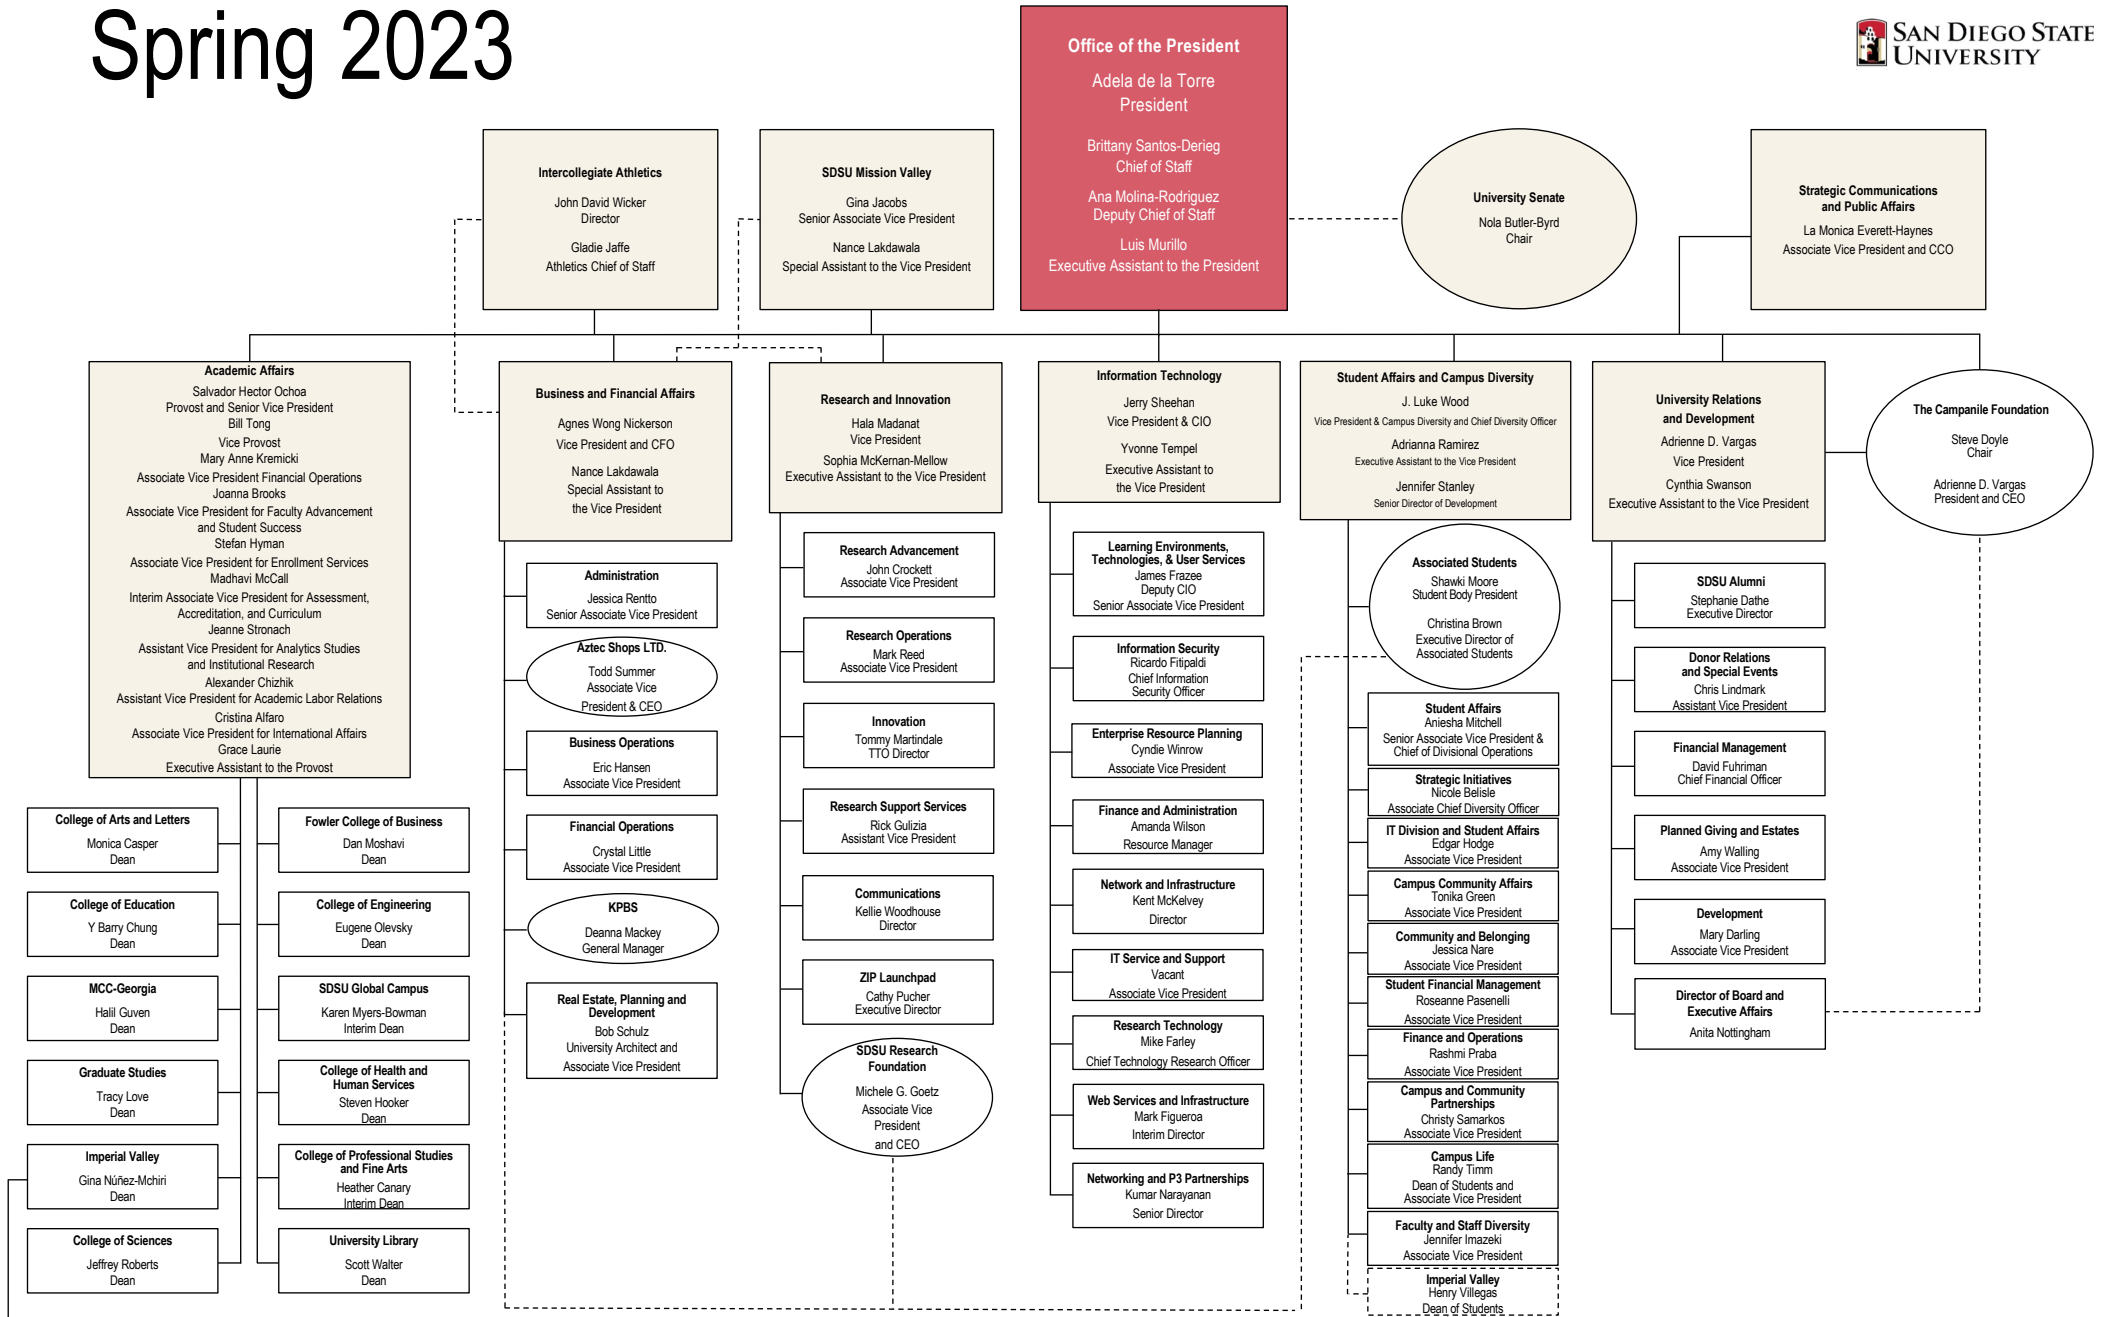 Spring 2023
SAN DIEGO STATE
UNIVERSITY
Office of the President
Adela de la Torre
President
Brittany Santos-Derieg
Chief of Staff
Ana Molina-Rodriguez
Deputy Chief of Staff
Luis Murillo
Executive Assistant to the President
Intercollegiate Athletics
John David Wicker
Director
Gladie Jaffe
Athletics Chief of Staff
SDSU Mission Valley
Gina Jacobs
Senior Associate Vice President
Nance Lakdawala
Special Assistant to the Vice President
University Senate
Nola Butler-Byrd
Chair
Strategic Communications
and Public Affairs
La Monica Everett-Haynes
Associate Vice President and CCO
Academic Affairs
Salvador Hector Ochoa
Provost and Senior Vice President
Bill Tong
Vice Provost
Mary Anne Kremicki
Associate Vice President Financial Operations
Joanna Brooks
Associate Vice President for Faculty Advancement
and Student Success
Stefan Hyman
Associate Vice President for Enrollment Services
Madhavi McCall
Interim Associate Vice President for Assessment,
Accreditation, and Curriculum
Jeanne Stronach
Assistant Vice President for Analytics Studies
and Institutional Research
Alexander Chizhik
Assistant Vice President for Academic Labor Relations
Cristina Alfaro
Associate Vice President for International Affairs
Grace Laurie
Executive Assistant to the Provost
College of Arts and Letters
Monica Casper
Dean
Fowler College of Business
Dan Moshavi
Dean
College of Education
Y Barry Chung
Dean
College of Engineering
Eugene Olevsky
Dean
MCC-Georgia
Halil Guven
Dean
SDSU Global Campus
Karen Myers-Bowman
Interim Dean
Graduate Studies
Tracy Love
Dean
College of Health and
Human Services
Steven Hooker
Dean
Imperial Valley
Gina Núñez-Mchiri
Dean
College of Professional Studies
and Fine Arts
Heather Canary
Interim Dean
College of Sciences
Jeffrey Roberts
Dean
University Library
Scott Walter
Dean
Business and Financial Affairs
Agnes Wong Nickerson
Vice President and CFO
Nance Lakdawala
Special Assistant to
the Vice President
Administration
Jessica Rentto
Senior Associate Vice President
Aztec Shops LTD.
Todd Summer
Associate Vice
President & CEO
Business Operations
Eric Hansen
Associate Vice President
Financial Operations
Crystal Little
Associate Vice President
KPBS
Deanna Mackey
General Manager
Real Estate, Planning and
Development
Bob Schulz
University Architect and
Associate Vice President
Research and Innovation
Hala Madanat
Vice President
Sophia McKernan-Mellow
Executive Assistant to the Vice President
Research Advancement
John Crockett
Associate Vice President
Research Operations
Mark Reed
Associate Vice President
Innovation
Tommy Martindale
TTO Director
Research Support Services
Rick Gulizia
Assistant Vice President
Communications
Kellie Woodhouse
Director
ZIP Launchpad
Cathy Pucher
Executive Director
SDSU Research
Foundation
Michele G. Goetz
Associate Vice
President
and CEO
Information Technology
Jerry Sheehan
Vice President & CIO
Yvonne Tempel
Executive Assistant to
the Vice President
Learning Environments,
Technologies, & User Services
James Frazee
Deputy CIO
Senior Associate Vice President
Information Security
Ricardo Fitipaldi
Chief Information
Security Officer
Enterprise Resource Planning
Cyndie Winrow
Associate Vice President
Finance and Administration
Amanda Wilson
Resource Manager
Network and Infrastructure
Kent McKelvey
Director
IT Service and Support
Vacant
Associate Vice President
Research Technology
Mike Farley
Chief Technology Research Officer
Web Services and Infrastructure
Mark Figueroa
Interim Director
Networking and P3 Partnerships
Kumar Narayanan
Senior Director
Student Affairs and Campus Diversity
J. Luke Wood
Vice President & Campus Diversity and Chief Diversity Officer
Adrianna Ramirez
Executive Assistant to the Vice President
Jennifer Stanley
Senior Director of Development
Associated Students
Shawki Moore
Student Body President
Christina Brown
Executive Director of
Associated Students
Student Affairs
Aniesha Mitchell
Senior Associate Vice President &
Chief of Divisional Operations
Strategic Initiatives
Nicole Belisle
Associate Chief Diversity Officer
IT Division and Student Affairs
Edgar Hodge
Associate Vice President
Campus Community Affairs
Tonika Green
Associate Vice President
Community and Belonging
Jessica Nare
Associate Vice President
Student Financial Management
Roseanne Pasenelli
Associate Vice President
Finance and Operations
Rashmi Praba
Associate Vice President
Campus and Community
Partnerships
Christy Samarkos
Associate Vice President
Campus Life
Randy Timm
Dean of Students and
Associate Vice President
Faculty and Staff Diversity
Jennifer Imazeki
Associate Vice President
Imperial Valley
Henry Villegas
Dean of Students
University Relations
and Development
Adrienne D. Vargas
Vice President
Cynthia Swanson
Executive Assistant to the Vice President
The Campanile Foundation
Steve Doyle
Chair
Adrienne D. Vargas
President and CEO
SDSU Alumni
Stephanie Dathe
Executive Director
Donor Relations
and Special Events
Chris Lindmark
Assistant Vice President
Financial Management
David Fuhriman
Chief Financial Officer
Planned Giving and Estates
Amy Walling
Associate Vice President
Development
Mary Darling
Associate Vice President
Director of Board and
Executive Affairs
Anita Nottingham